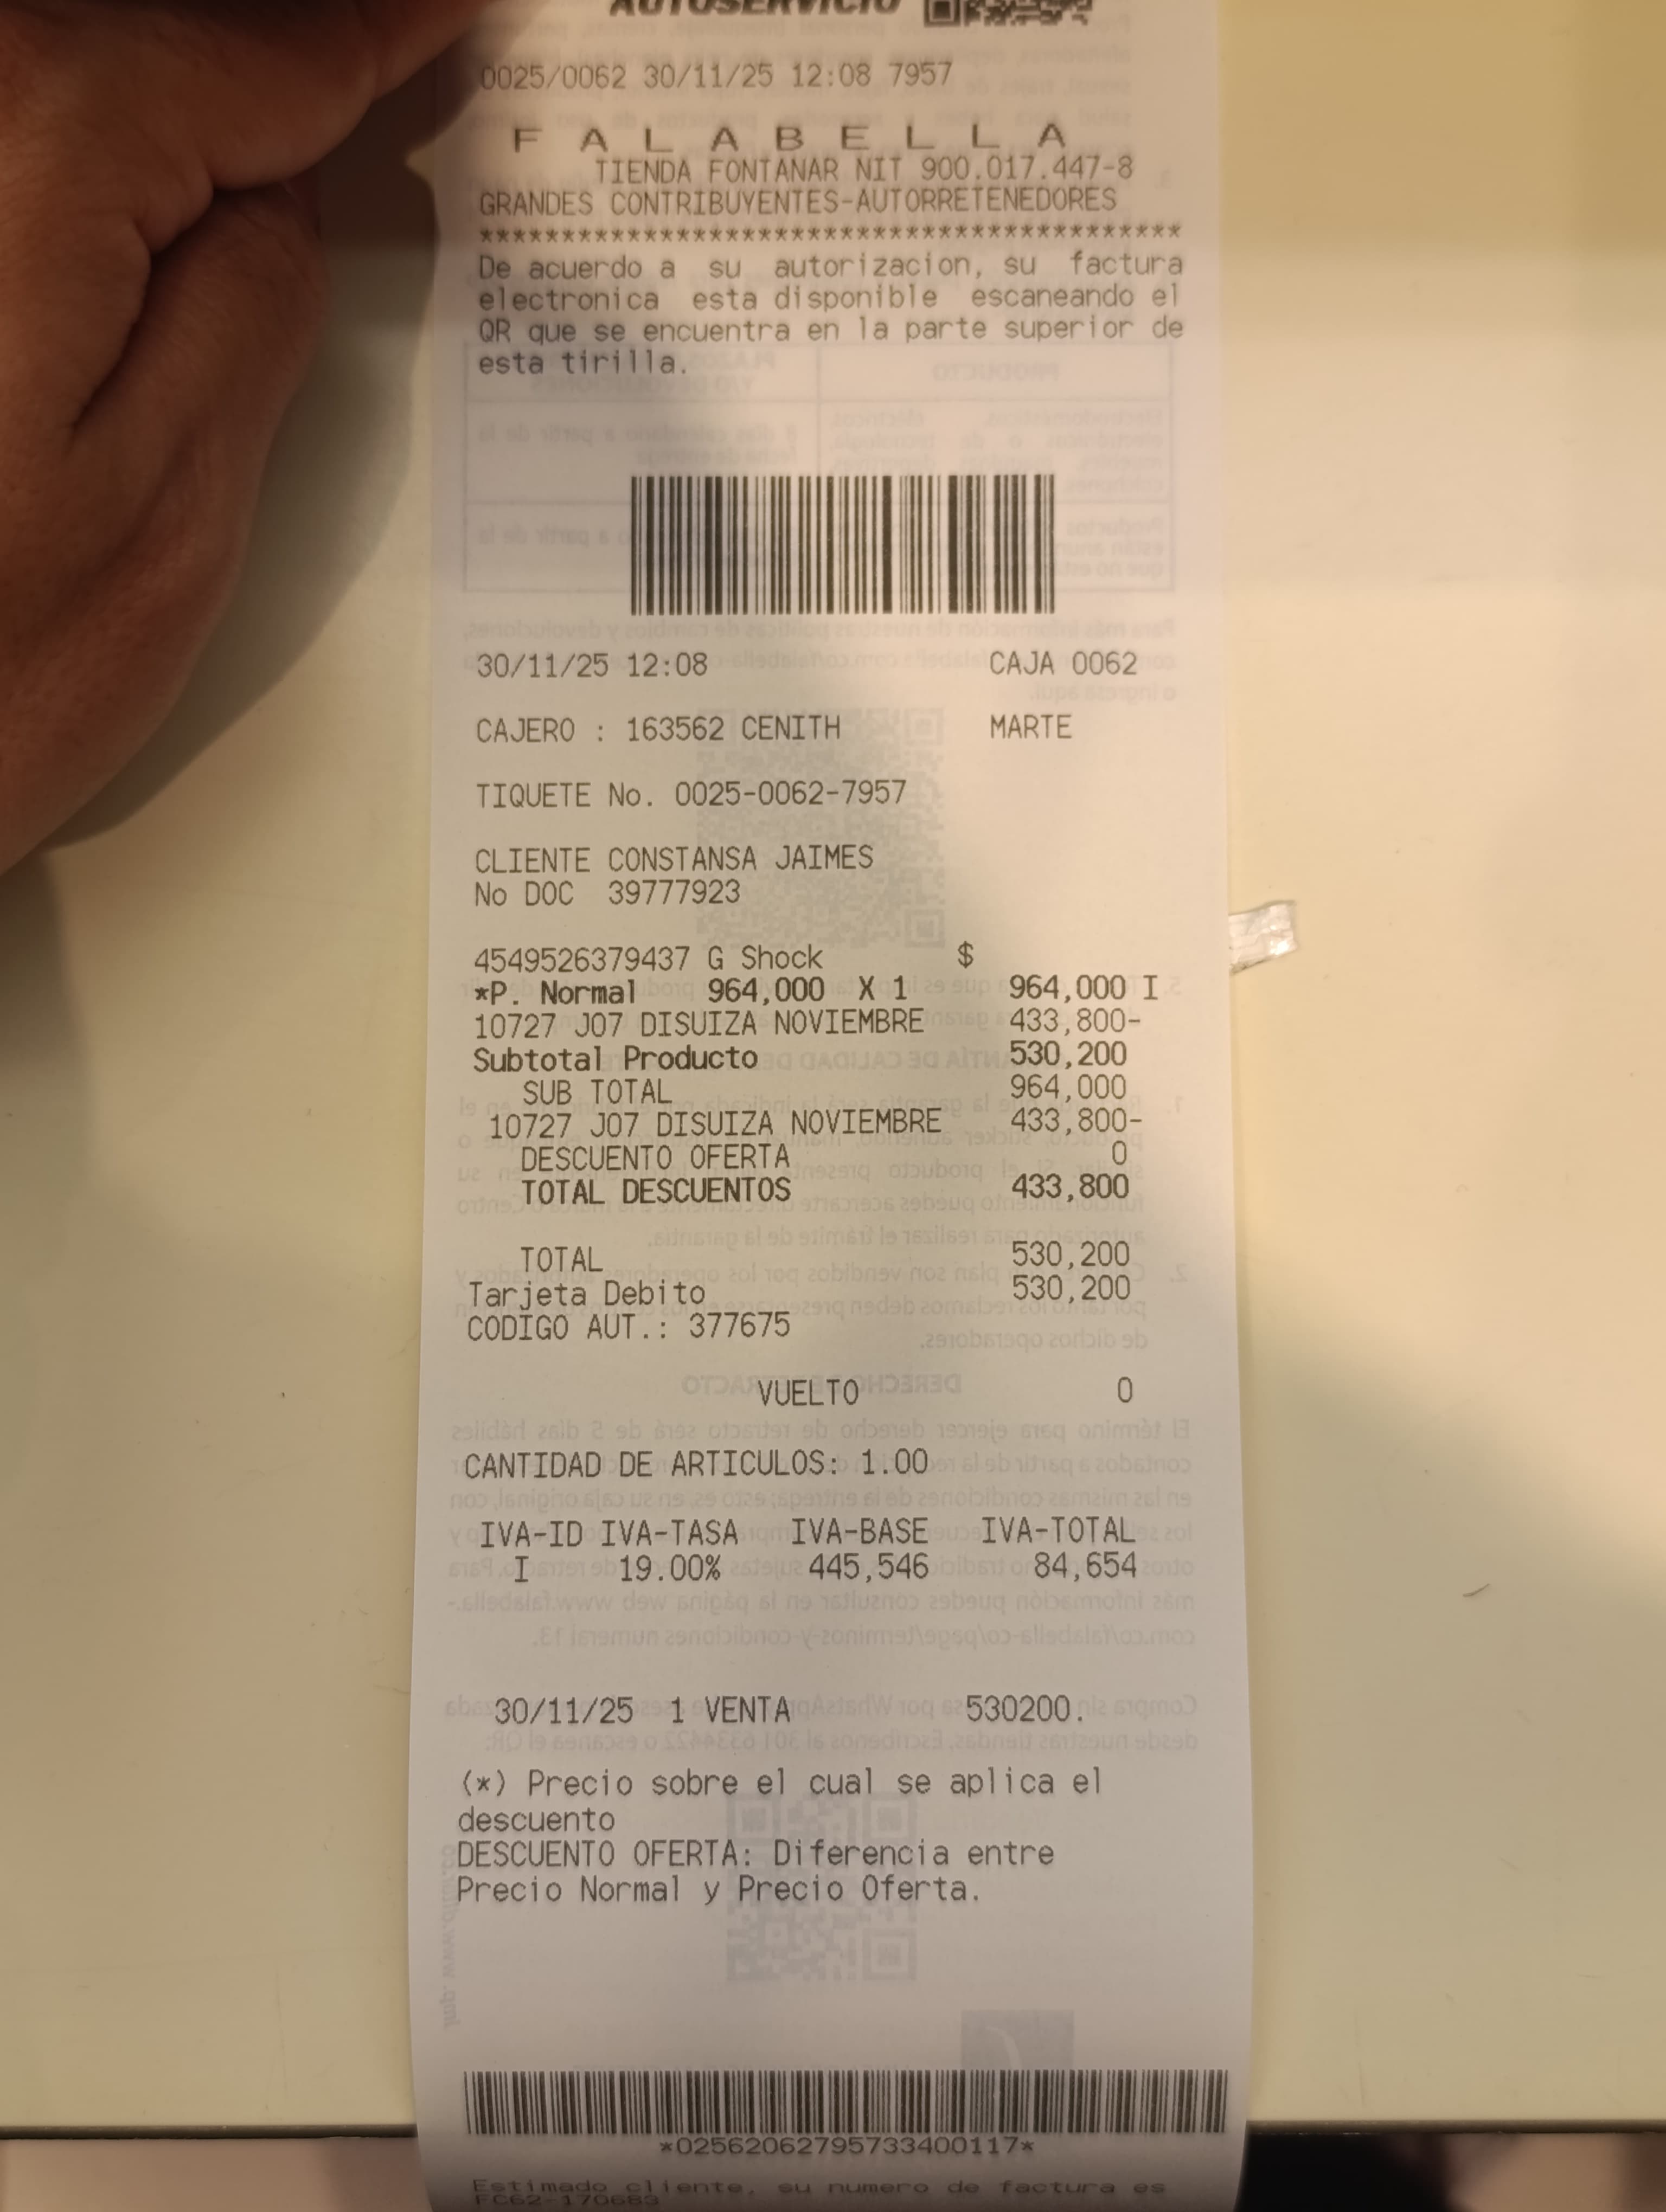 AUTOSERVICIO
0025/0062 30/11/25 12:08 7957
F A L A B E L L A
TIENDA FONTANAR NIT 900.017.447-8
GRANDES CONTRIBUYENTES-AUTORRETENEDORES
*******************************************
De acuerdo a su autorizacion, su factura
electronica esta disponible escaneando el
QR que se encuentra en la parte superior de
esta tirilla.
30/11/25 12:08 CAJA 0062
CAJERO : 163562 CENITH MARTE
TIQUETE No. 0025-0062-7957
CLIENTE CONSTANSA JAIMES
No DOC 39777923
4549526379437 G Shock $
*P. Normal 964,000 X 1 964,000 I
10727 J07 DISUIZA NOVIEMBRE 433,800-
Subtotal Producto 530,200
SUB TOTAL 964,000
10727 J07 DISUIZA NOVIEMBRE 433,800-
DESCUENTO OFERTA 0
TOTAL DESCUENTOS 433,800
TOTAL 530,200
Tarjeta Debito 530,200
CODIGO AUT.: 377675
VUELTO 0
CANTIDAD DE ARTICULOS: 1.00
IVA-ID IVA-TASA IVA-BASE IVA-TOTAL
I 19.00% 445,546 84,654
30/11/25 1 VENTA 530200.
(*) Precio sobre el cual se aplica el
descuento
DESCUENTO OFERTA: Diferencia entre
Precio Normal y Precio Oferta.
*02562062795733400117*
Estimado cliente, su numero de factura es
FC62-170683